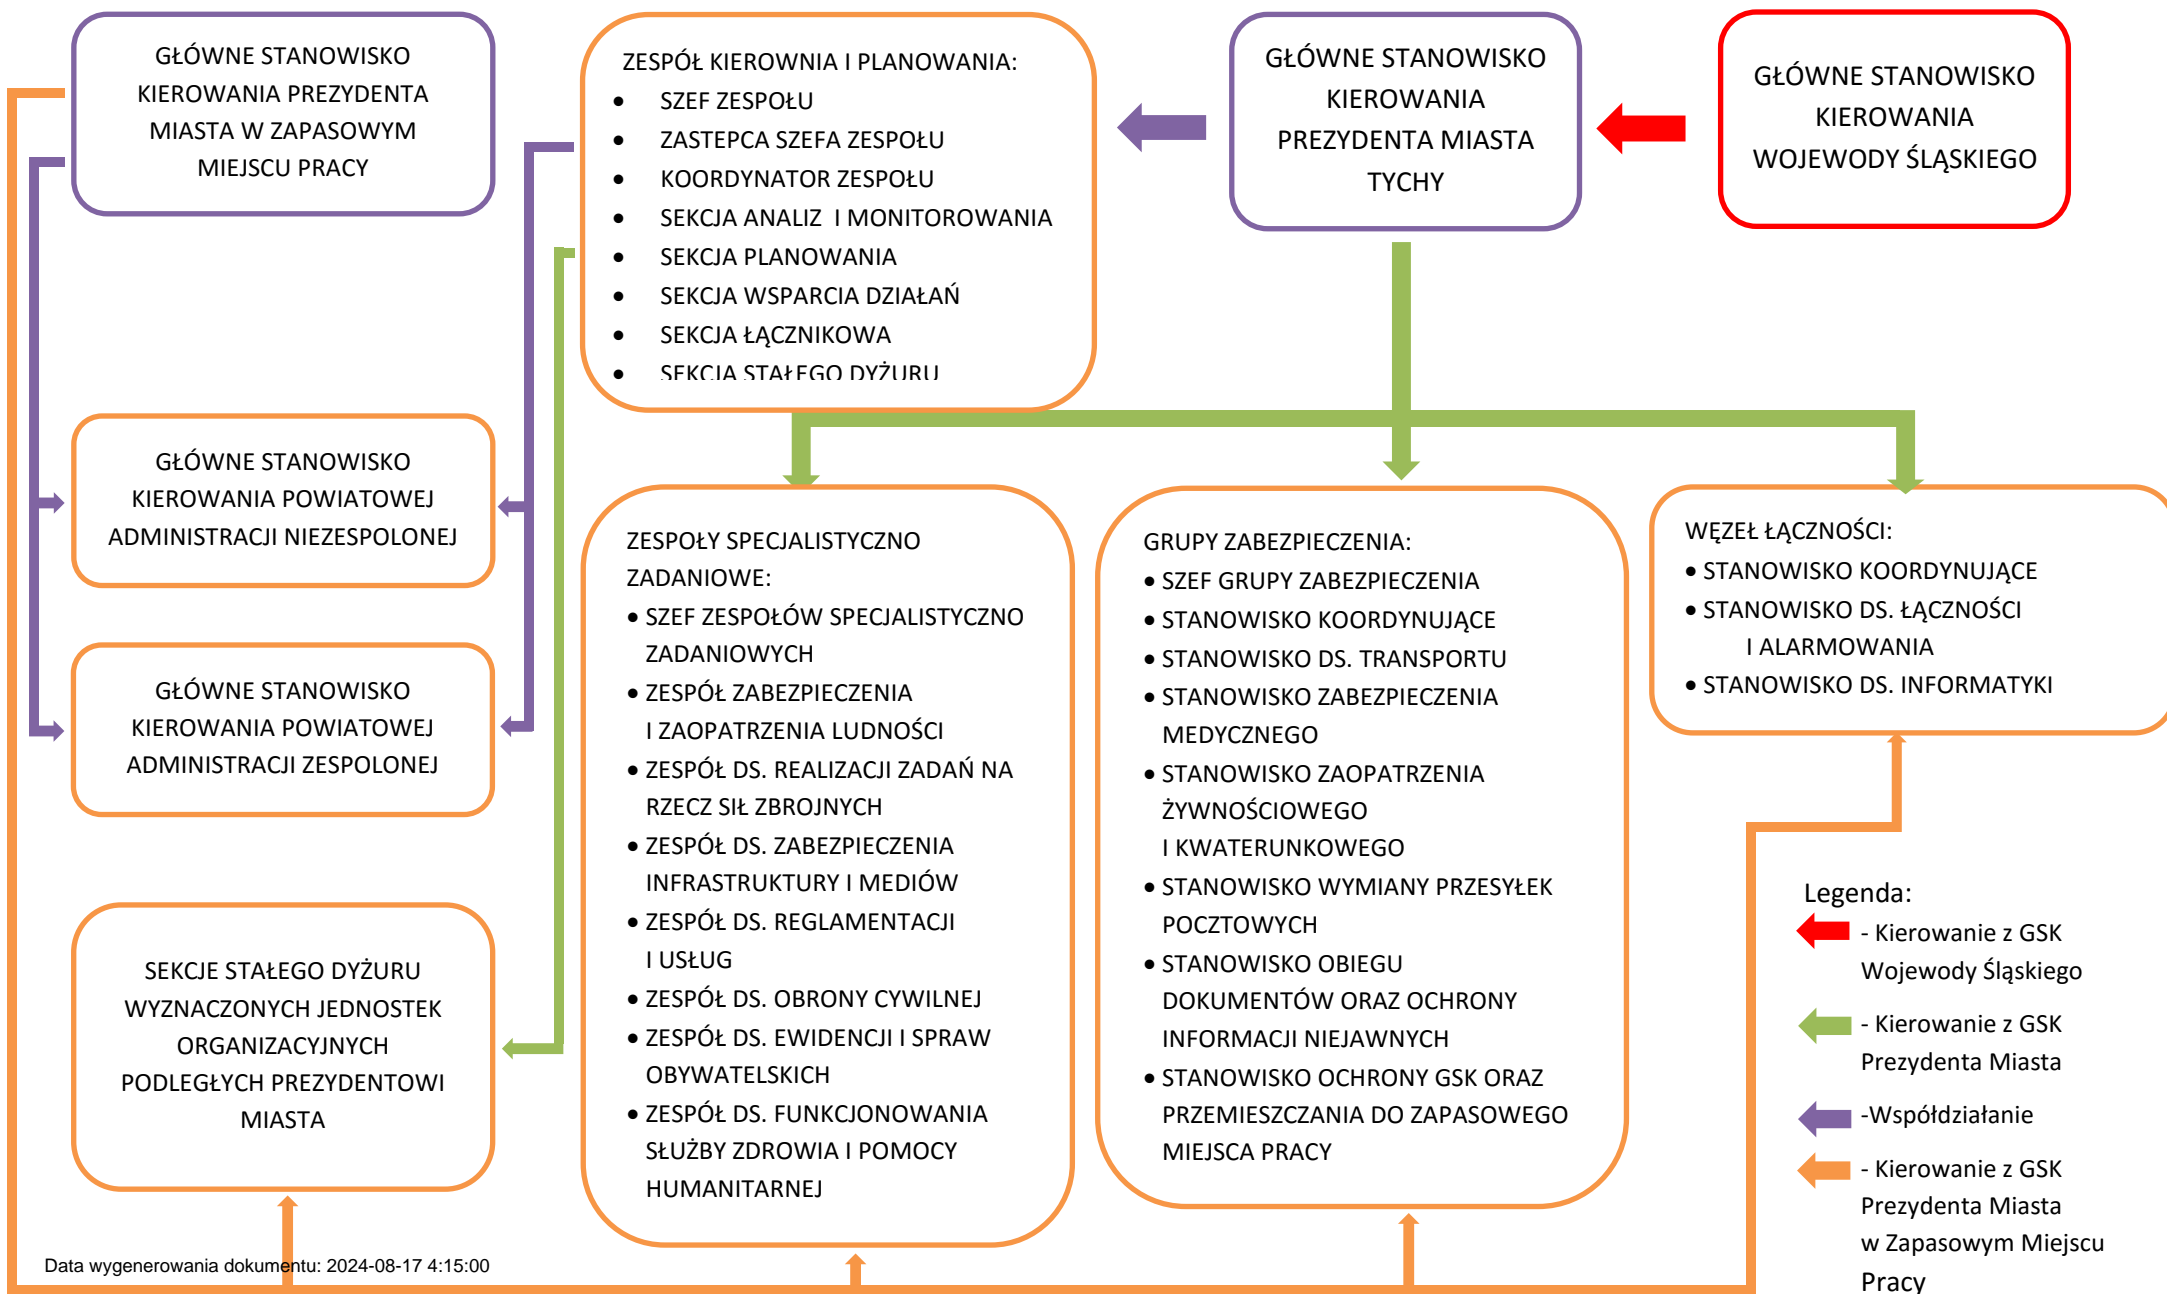 GŁÓWNE STANOWISKO
KIEROWANIA PREZYDENTA
MIASTA W ZAPASOWYM
MIEJSCU PRACY
ZESPÓŁ KIEROWNIA I PLANOWANIA:
• SZEF ZESPOŁU
• ZASTEPCA SZEFA ZESPOŁU
• KOORDYNATOR ZESPOŁU
• SEKCJA ANALIZ I MONITOROWANIA
• SEKCJA PLANOWANIA
• SEKCJA WSPARCIA DZIAŁAŃ
• SEKCJA ŁĄCZNIKOWA
• SEKCJA STAŁEGO DYŻURU
GŁÓWNE STANOWISKO
KIEROWANIA
PREZYDENTA MIASTA
TYCHY
GŁÓWNE STANOWISKO
KIEROWANIA
WOJEWODY ŚLĄSKIEGO
GŁÓWNE STANOWISKO
KIEROWANIA POWIATOWEJ
ADMINISTRACJI NIEZESPOLONEJ
GŁÓWNE STANOWISKO
KIEROWANIA POWIATOWEJ
ADMINISTRACJI ZESPOLONEJ
SEKCJE STAŁEGO DYŻURU
WYZNACZONYCH JEDNOSTEK
ORGANIZACYJNYCH
PODLEGŁYCH PREZYDENTOWI
MIASTA
ZESPOŁY SPECJALISTYCZNO
ZADANIOWE:
• SZEF ZESPOŁÓW SPECJALISTYCZNO
ZADANIOWYCH
• ZESPÓŁ ZABEZPIECZENIA
I ZAOPATRZENIA LUDNOŚCI
• ZESPÓŁ DS. REALIZACJI ZADAŃ NA
RZECZ SIŁ ZBROJNYCH
• ZESPÓŁ DS. ZABEZPIECZENIA
INFRASTRUKTURY I MEDIÓW
• ZESPÓŁ DS. REGLAMENTACJI
I USŁUG
• ZESPÓŁ DS. OBRONY CYWILNEJ
• ZESPÓŁ DS. EWIDENCJI I SPRAW
OBYWATELSKICH
• ZESPÓŁ DS. FUNKCJONOWANIA
SŁUŻBY ZDROWIA I POMOCY
HUMANITARNEJ
GRUPY ZABEZPIECZENIA:
• SZEF GRUPY ZABEZPIECZENIA
• STANOWISKO KOORDYNUJĄCE
• STANOWISKO DS. TRANSPORTU
• STANOWISKO ZABEZPIECZENIA
MEDYCZNEGO
• STANOWISKO ZAOPATRZENIA
ŻYWNOŚCIOWEGO
I KWATERUNKOWEGO
• STANOWISKO WYMIANY PRZESYŁEK
POCZTOWYCH
• STANOWISKO OBIEGU
DOKUMENTÓW ORAZ OCHRONY
INFORMACJI NIEJAWNYCH
• STANOWISKO OCHRONY GSK ORAZ
PRZEMIESZCZANIA DO ZAPASOWEGO
MIEJSCA PRACY
WĘZEŁ ŁĄCZNOŚCI:
• STANOWISKO KOORDYNUJĄCE
• STANOWISKO DS. ŁĄCZNOŚCI
I ALARMOWANIA
• STANOWISKO DS. INFORMATYKI
Legenda:
- Kierowanie z GSK
Wojewody Śląskiego
- Kierowanie z GSK
Prezydenta Miasta
-Współdziałanie
- Kierowanie z GSK
Prezydenta Miasta
w Zapasowym Miejscu
Pracy
Data wygenerowania dokumentu: 2024-08-17 4:15:00